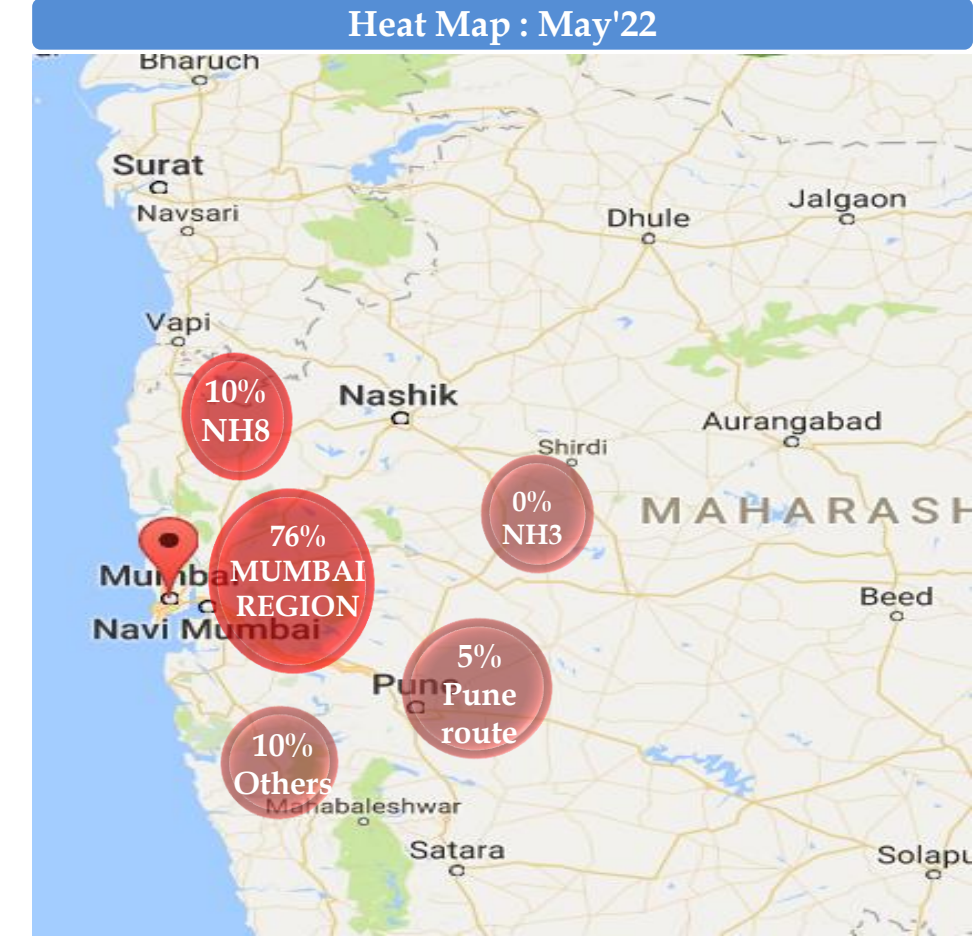 Heat Map : May'22
Bharuch
Surat
Navsari
Dhule
Jalgaon
Vapi
10%
NH8
Nashik
Aurangabad
Shirdi
0%
NH3
MAHARASH
76%
MUMBAI
REGION
Mumba
Navi Mumbai
Beed
5%
Pune
route
Pune
10%
Others
Mahabaleshwar
Satara
Solapu